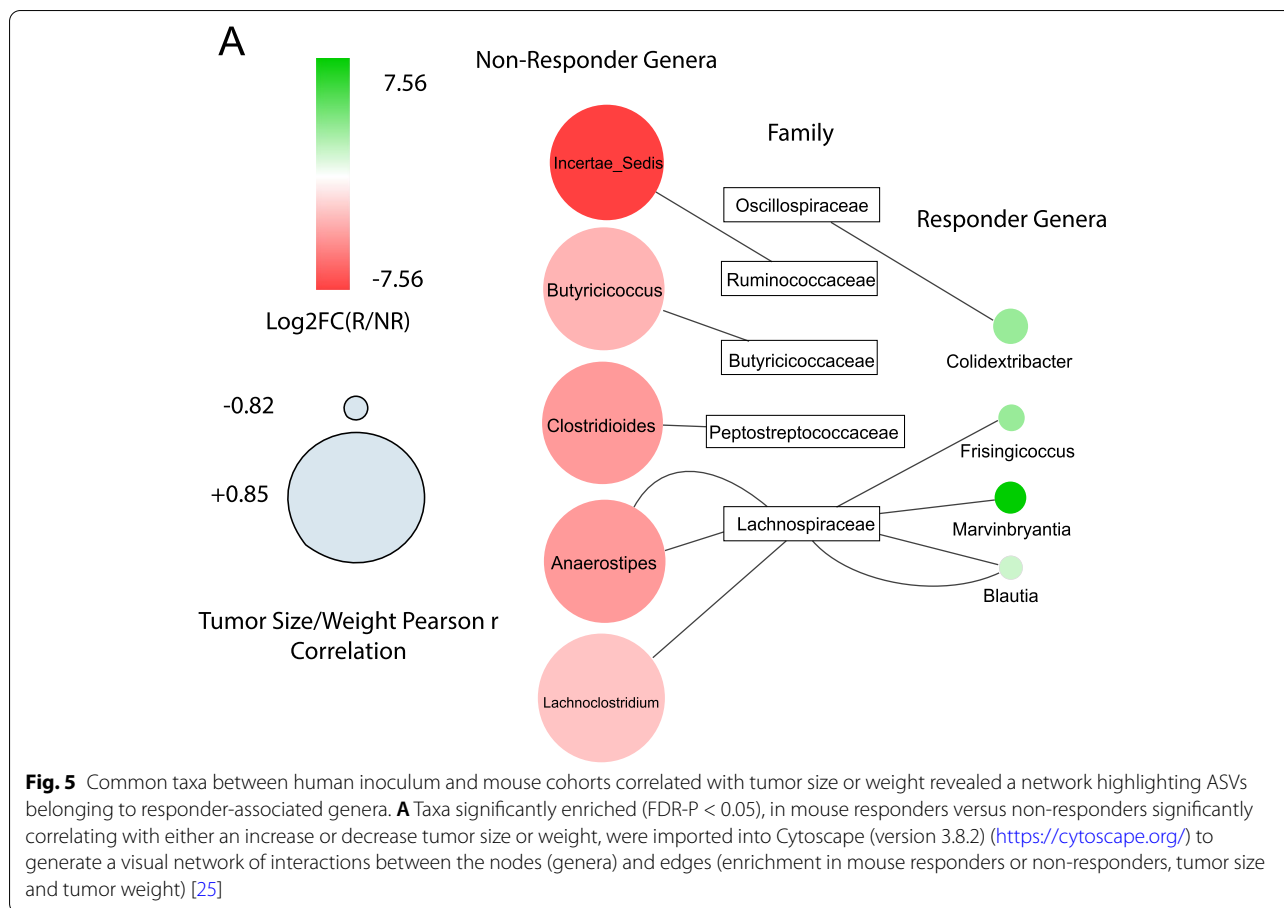 A
7.56
-7.56
Log2FC(R/NR)
-0.82
+0.85
Tumor Size/Weight Pearson r
Correlation
Non-Responder Genera
Incertae_Sedis
Butyricicoccus
Clostridioides
Anaerostipes
Lachnoclostridium
Family
Oscillospiraceae
Ruminococcaceae
Butyricicoccaceae
Peptostreptococcaceae
Lachnospiraceae
Responder Genera
Colidextribacter
Frisingicoccus
Marvinbryantia
Blautia
Fig. 5 Common taxa between human inoculum and mouse cohorts correlated with tumor size or weight revealed a network highlighting ASVs
belonging to responder-associated genera. A Taxa significantly enriched (FDR-P < 0.05), in mouse responders versus non-responders significantly
correlating with either an increase or decrease tumor size or weight, were imported into Cytoscape (version 3.8.2) (https://cytoscape.org/) to
generate a visual network of interactions between the nodes (genera) and edges (enrichment in mouse responders or non-responders, tumor size
and tumor weight) [25]